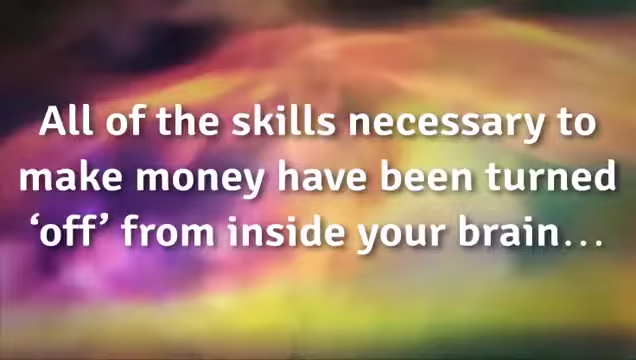 All of the skills necessary to
make money have been turned
‘off’ from inside your brain…